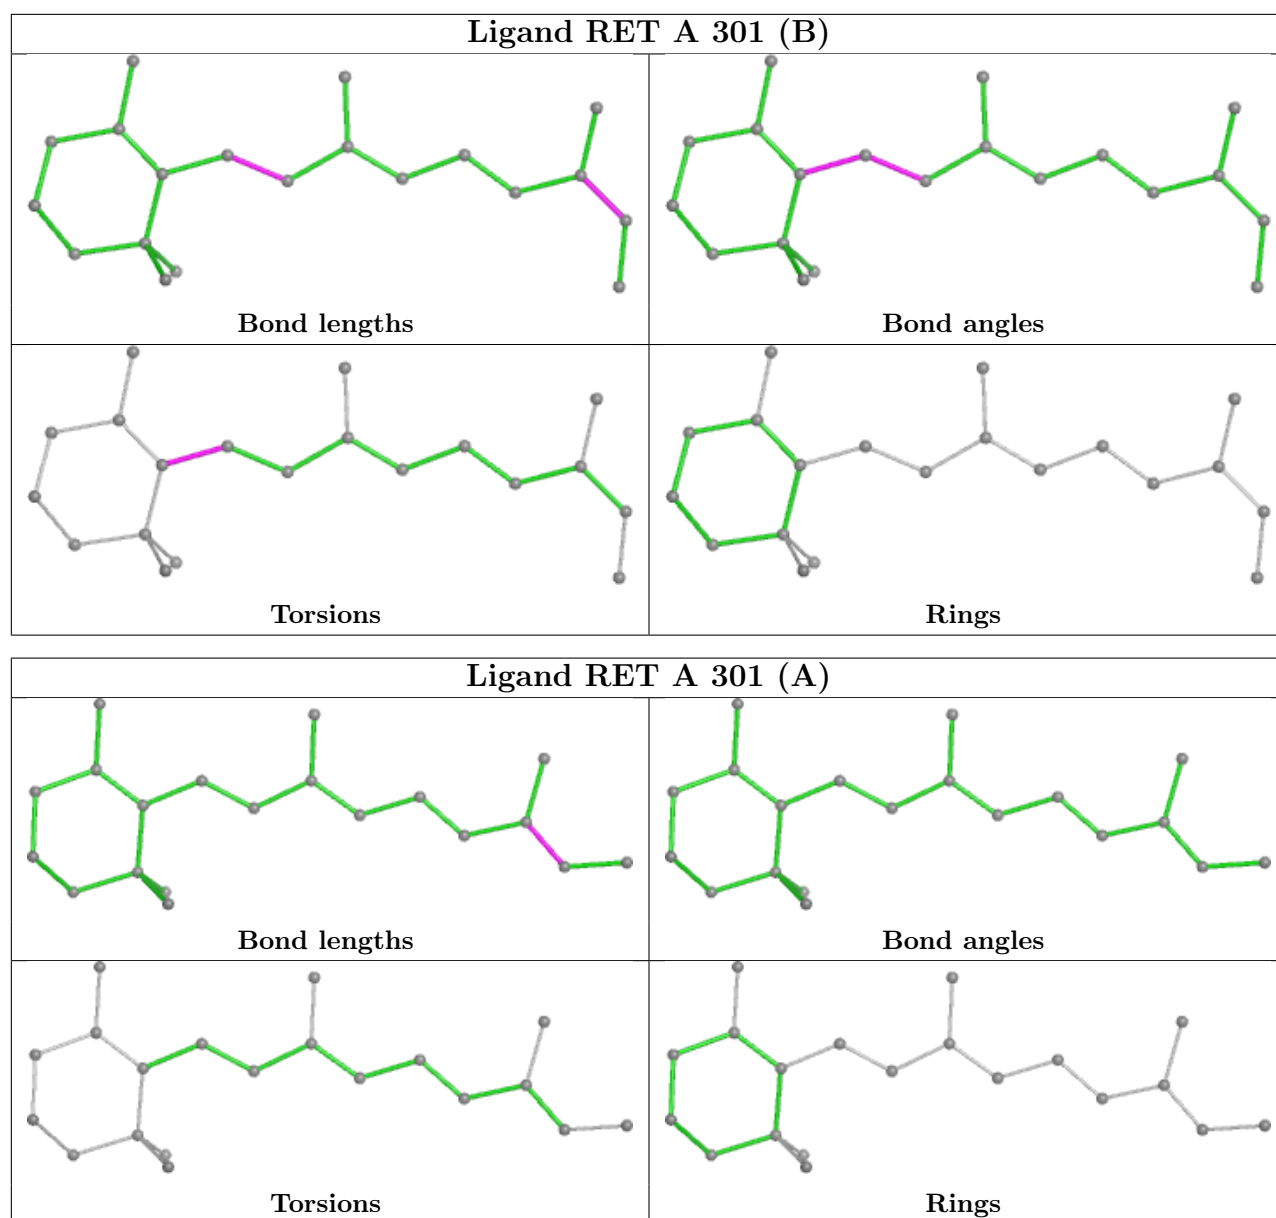 Ligand RET A 301 (B)
Bond lengths
Bond angles
Torsions
Rings
Ligand RET A 301 (A)
Bond lengths
Bond angles
Torsions
Rings